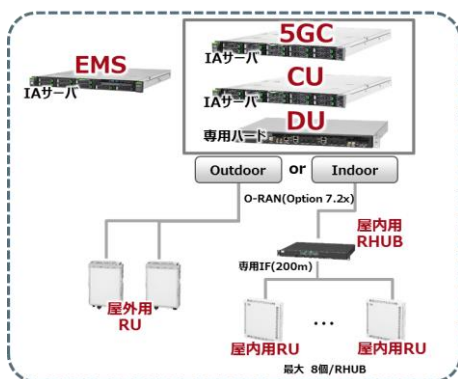 EMS
IAサーバ
5GC
IAサーバ
CU
IAサーバ
DU
専用ハード
Outdoor
or
Indoor
O-RAN(Option 7.2x)
屋内用
RHUB
専用IF(200m)
屋外用
RU
屋内用RU
...
屋内用RU
最大 8個/RHUB